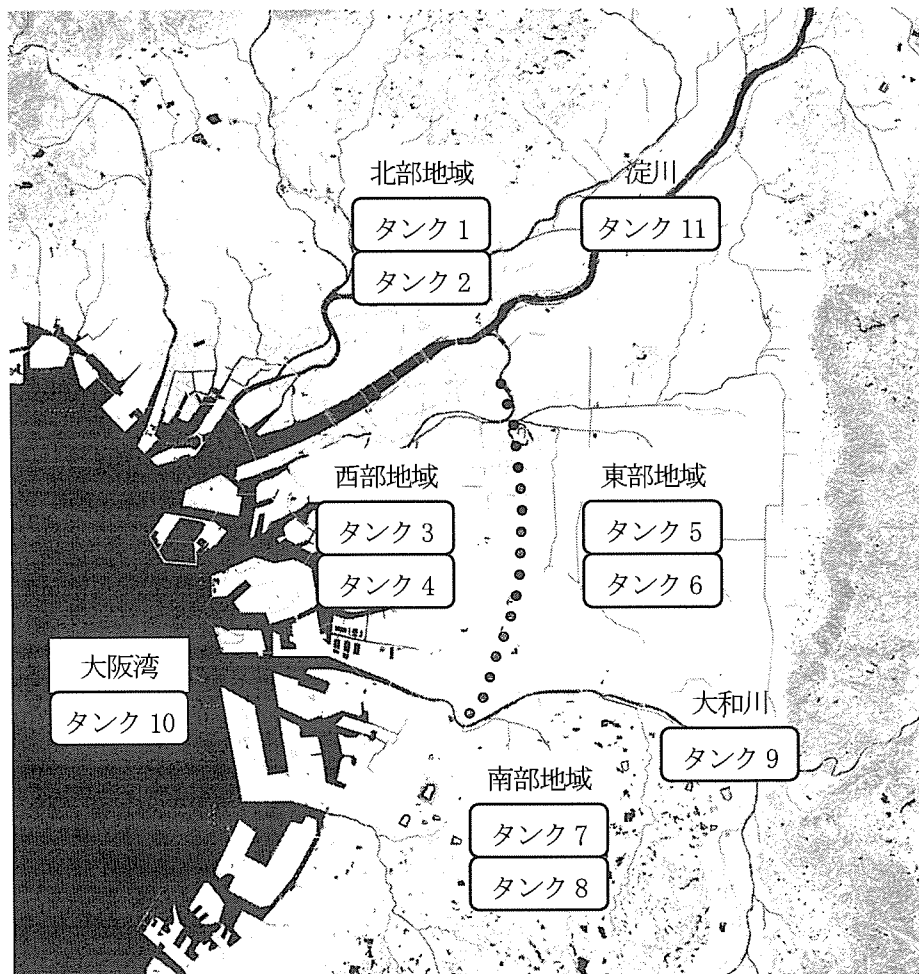 北部地域
タンク 1
タンク 2
淀川
タンク 11
西部地域
タンク 3
タンク 4
東部地域
タンク 5
タンク 6
大阪湾
タンク 10
大和川
タンク 9
南部地域
タンク 7
タンク 8